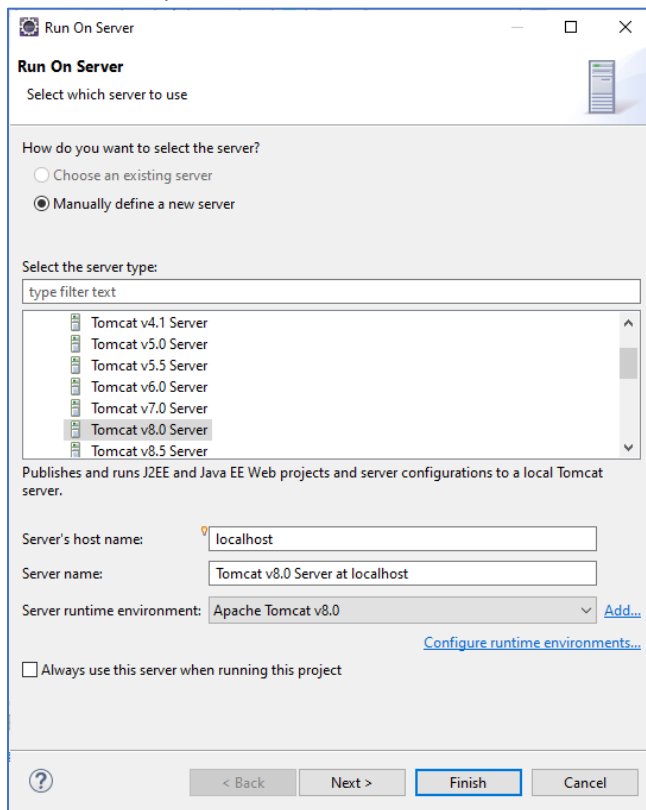 Run On Server
Run On Server
Select which server to use
How do you want to select the server?
Choose an existing server
Manually define a new server
Select the server type:
type filter text
Tomcat v4.1 Server
Tomcat v5.0 Server
Tomcat v5.5 Server
Tomcat v6.0 Server
Tomcat v7.0 Server
Tomcat v8.0 Server
Tomcat v8.5 Server
Publishes and runs J2EE and Java EE Web projects and server configurations to a local Tomcat
server.
Server's host name: localhost
Server name: Tomcat v8.0 Server at localhost
Server runtime environment: Apache Tomcat v8.0 Add...
Configure runtime environments...
Always use this server when running this project
? < Back Next > Finish Cancel